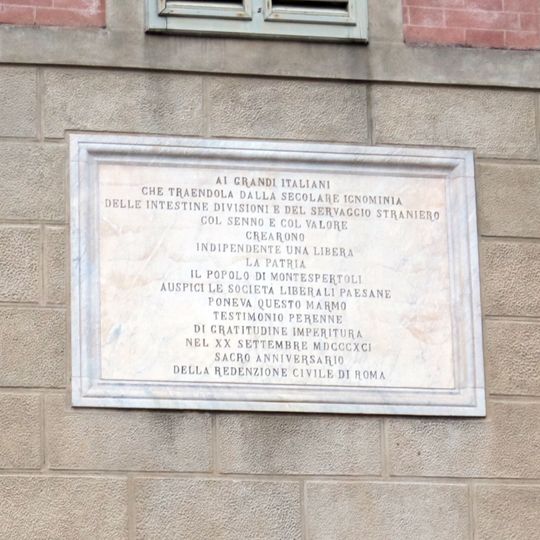 AI GRANDI ITALIANI
CHE TRAENDOLA DALLA SECOLARE IGNOMINIA
DELLE INTESTINE DIVISIONI E DEL SERVAGGIO STRANIERO
COL SENNO E COL VALORE
CREARONO
INDIPENDENTE UNA LIBERA
LA PATRIA
IL POPOLO DI MONTESPERTOLI
AUSPICI LE SOCIETA LIBERALI PAESANE
PONEVA QUESTO MARMO
TESTIMONIO PERENNE
DI GRATITUDINE IMPERITURA
NEL XX SETTEMBRE MDCCCXCI
SACRO ANNIVERSARIO
DELLA REDENZIONE CIVILE DI ROMA